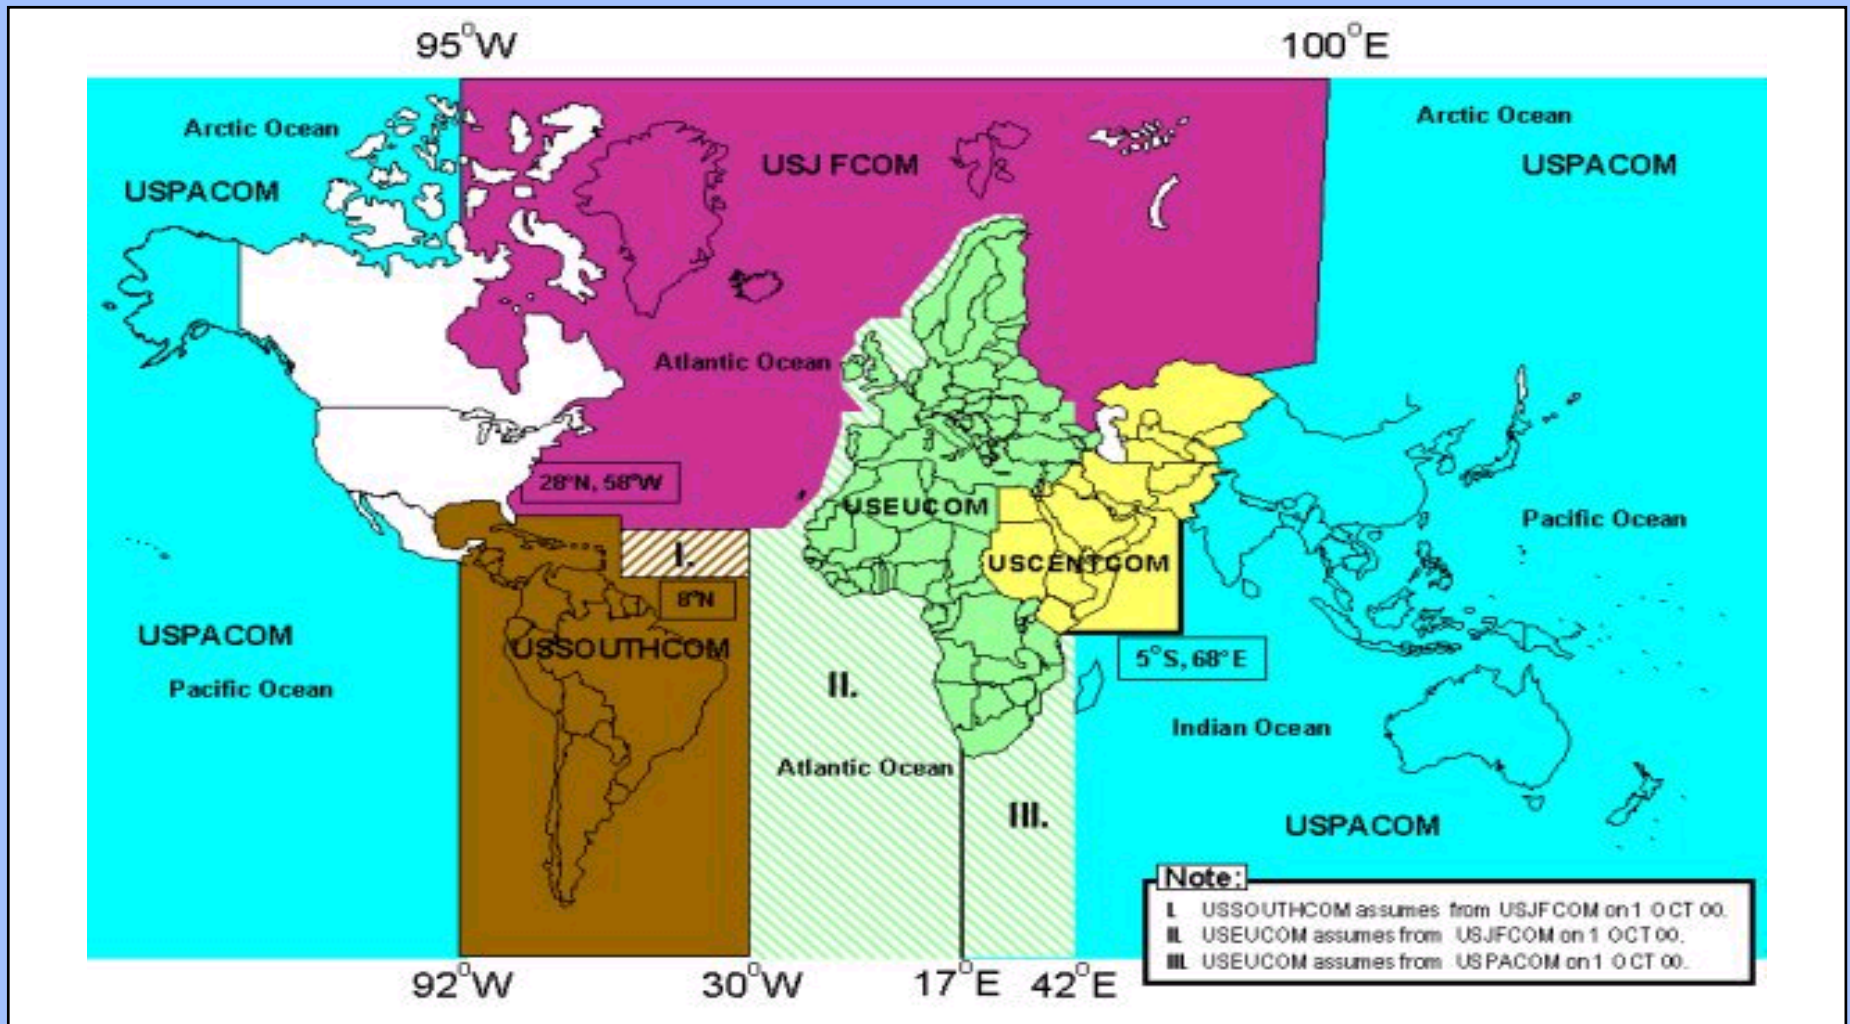 95°W
100°E
Arctic Ocean
Arctic Ocean
USJFCOM
USPACOM
USPACOM
Atlantic Ocean
28°N, 58°W
USEUCOM
Pacific Ocean
I.
USCENTCOM
8°N
USPACOM
USSOUTHCOM
5°S, 68°E
Pacific Ocean
II.
Indian Ocean
Atlantic Ocean
III.
USPACOM
Note:
I. USSOUTHCOM assumes from USJFCOM on 1 OCT 00.
II. USEUCOM assumes from USJFCOM on 1 OCT 00.
III. USEUCOM assumes from USPACOM on 1 OCT 00.
92°W
30°W
17°E
42°E